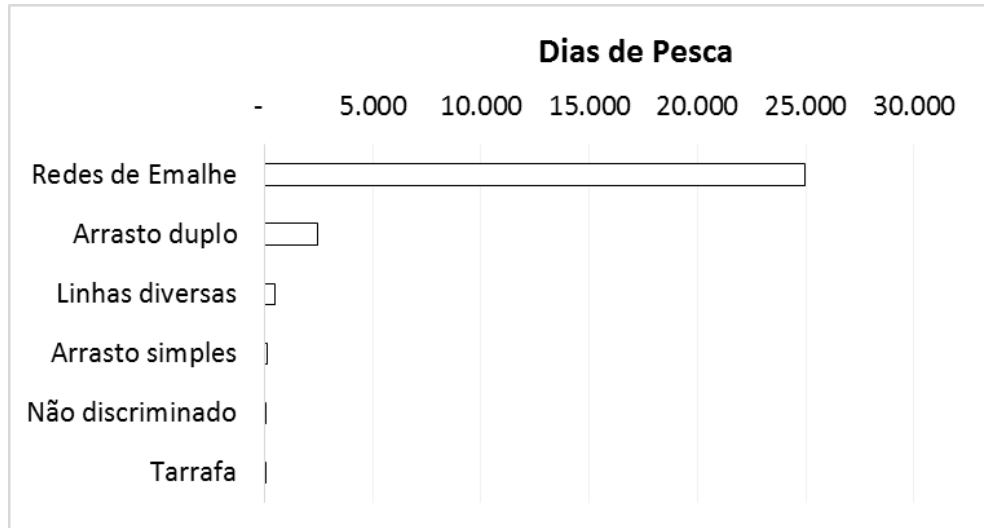 Dias de Pesca
- 5.000 10.000 15.000 20.000 25.000 30.000
Redes de Emalhe
Arrasto duplo
Linhas diversas
Arrasto simples
Não discriminado
Tarrafa